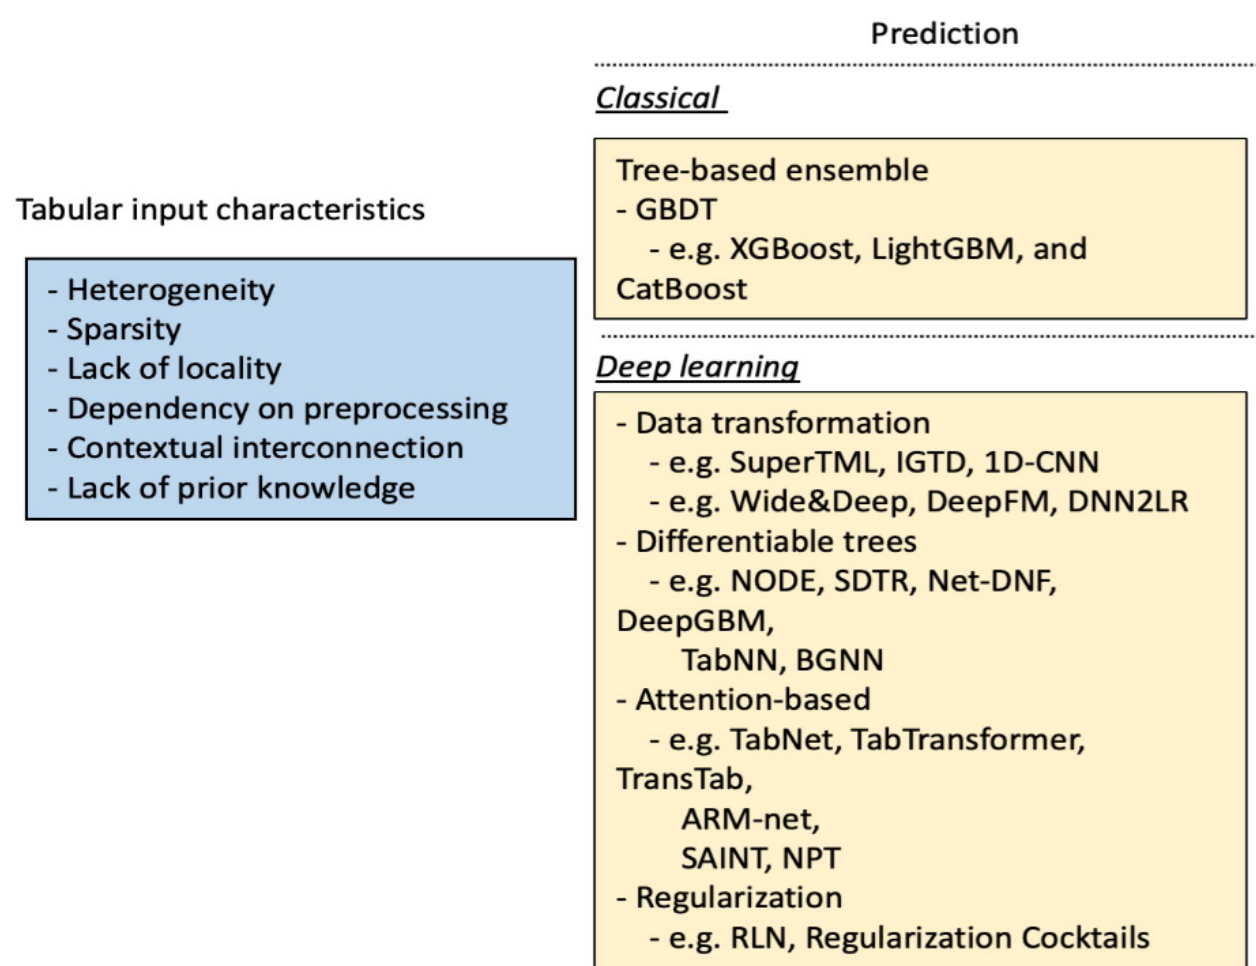 Prediction
Classical
Tree-based ensemble
- GBDT
- e.g. XGBoost, LightGBM, and
CatBoost
Tabular input characteristics
- Heterogeneity
- Sparsity
- Lack of locality
- Dependency on preprocessing
- Contextual interconnection
- Lack of prior knowledge
Deep learning
- Data transformation
- e.g. SuperTML, IGTD, 1D-CNN
- e.g. Wide&Deep, DeepFM, DNN2LR
- Differentiable trees
- e.g. NODE, SDTR, Net-DNF,
DeepGBM,
TabNN, BGNN
- Attention-based
- e.g. TabNet, TabTransformer,
TransTab,
ARM-net,
SAINT, NPT
- Regularization
- e.g. RLN, Regularization Cocktails